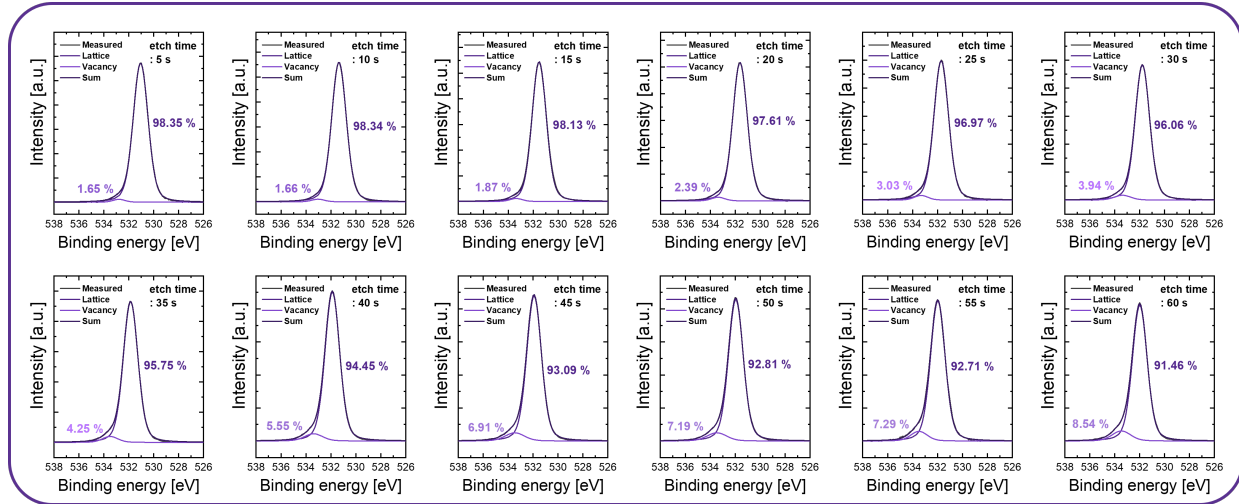 Intensity [a.u.]
Measured
Lattice
Vacancy
Sum
etch time
: 5 s
98.35 %
1.65 %
538 536 534 532 530 528 526
Binding energy [eV]
Intensity [a.u.]
Measured
Lattice
Vacancy
Sum
etch time
: 10 s
98.34 %
1.66 %
538 536 534 532 530 528 526
Binding energy [eV]
Intensity [a.u.]
Measured
Lattice
Vacancy
Sum
etch time
: 15 s
98.13 %
1.87 %
538 536 534 532 530 528 526
Binding energy [eV]
Intensity [a.u.]
Measured
Lattice
Vacancy
Sum
etch time
: 20 s
97.61 %
2.39 %
538 536 534 532 530 528 526
Binding energy [eV]
Intensity [a.u.]
Measured
Lattice
Vacancy
Sum
etch time
: 25 s
96.97 %
3.03 %
538 536 534 532 530 528 526
Binding energy [eV]
Intensity [a.u.]
Measured
Lattice
Vacancy
Sum
etch time
: 30 s
96.06 %
3.94 %
538 536 534 532 530 528 526
Binding energy [eV]
Intensity [a.u.]
Measured
Lattice
Vacancy
Sum
etch time
: 35 s
95.75 %
4.25 %
538 536 534 532 530 528 526
Binding energy [eV]
Intensity [a.u.]
Measured
Lattice
Vacancy
Sum
etch time
: 40 s
94.45 %
5.55 %
538 536 534 532 530 528 526
Binding energy [eV]
Intensity [a.u.]
Measured
Lattice
Vacancy
Sum
etch time
: 45 s
93.09 %
6.91 %
538 536 534 532 530 528 526
Binding energy [eV]
Intensity [a.u.]
Measured
Lattice
Vacancy
Sum
etch time
: 50 s
92.81 %
7.19 %
538 536 534 532 530 528 526
Binding energy [eV]
Intensity [a.u.]
Measured
Lattice
Vacancy
Sum
etch time
: 55 s
92.71 %
7.29 %
538 536 534 532 530 528 526
Binding energy [eV]
Intensity [a.u.]
Measured
Lattice
Vacancy
Sum
etch time
: 60 s
91.46 %
8.54 %
538 536 534 532 530 528 526
Binding energy [eV]